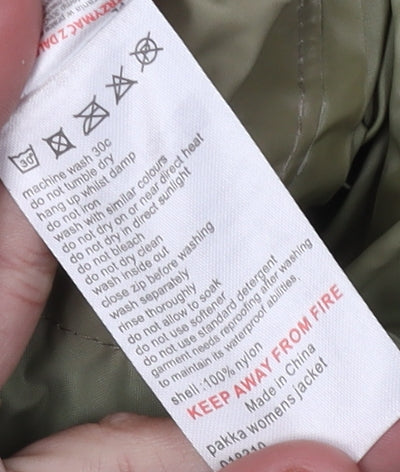 RZYMAĆ Z DAL
30
machine wash 30c
do not tumble dry
hang up whilst damp
do not iron
wash with similar colours
do not dry on or near direct heat
do not dry in direct sunlight
do not bleach
do not dry clean
wash inside out
close zip before washing
wash separately
rinse thoroughly
do not allow to soak
do not use softener
do not use standard detergent
garment needs reproofing after washing
to maintain its waterproof abilities.
shell :100% nylon
KEEP AWAY FROM FIRE
Made in China
pakka womens jacket